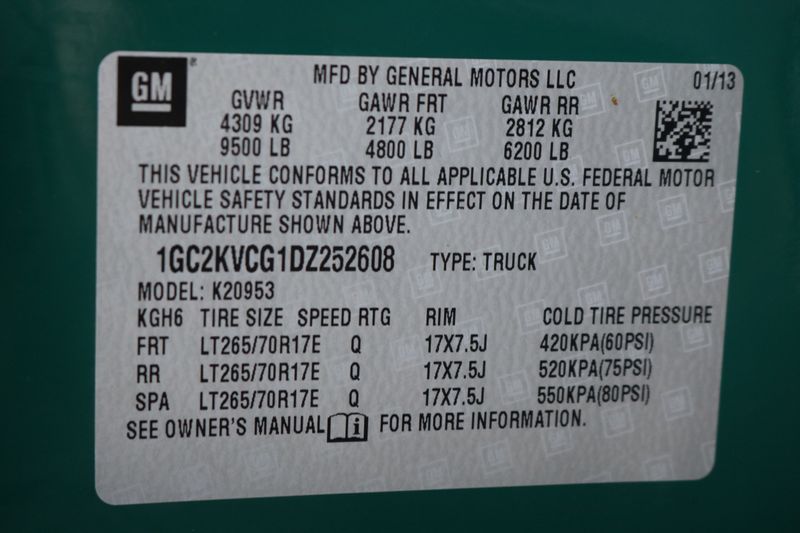 GM
MFD BY GENERAL MOTORS LLC 01/13
GVWR GAWR FRT GAWR RR
4309 KG 2177 KG 2812 KG
9500 LB 4800 LB 6200 LB
THIS VEHICLE CONFORMS TO ALL APPLICABLE U.S. FEDERAL MOTOR
VEHICLE SAFETY STANDARDS IN EFFECT ON THE DATE OF
MANUFACTURE SHOWN ABOVE.
1GC2KVCG1DZ252608 TYPE: TRUCK
MODEL: K20953
KGH6 TIRE SIZE SPEED RTG RIM COLD TIRE PRESSURE
FRT LT265/70R17E Q 17X7.5J 420KPA(60PSI)
RR LT265/70R17E Q 17X7.5J 520KPA(75PSI)
SPA LT265/70R17E Q 17X7.5J 550KPA(80PSI)
SEE OWNER'S MANUAL i FOR MORE INFORMATION.